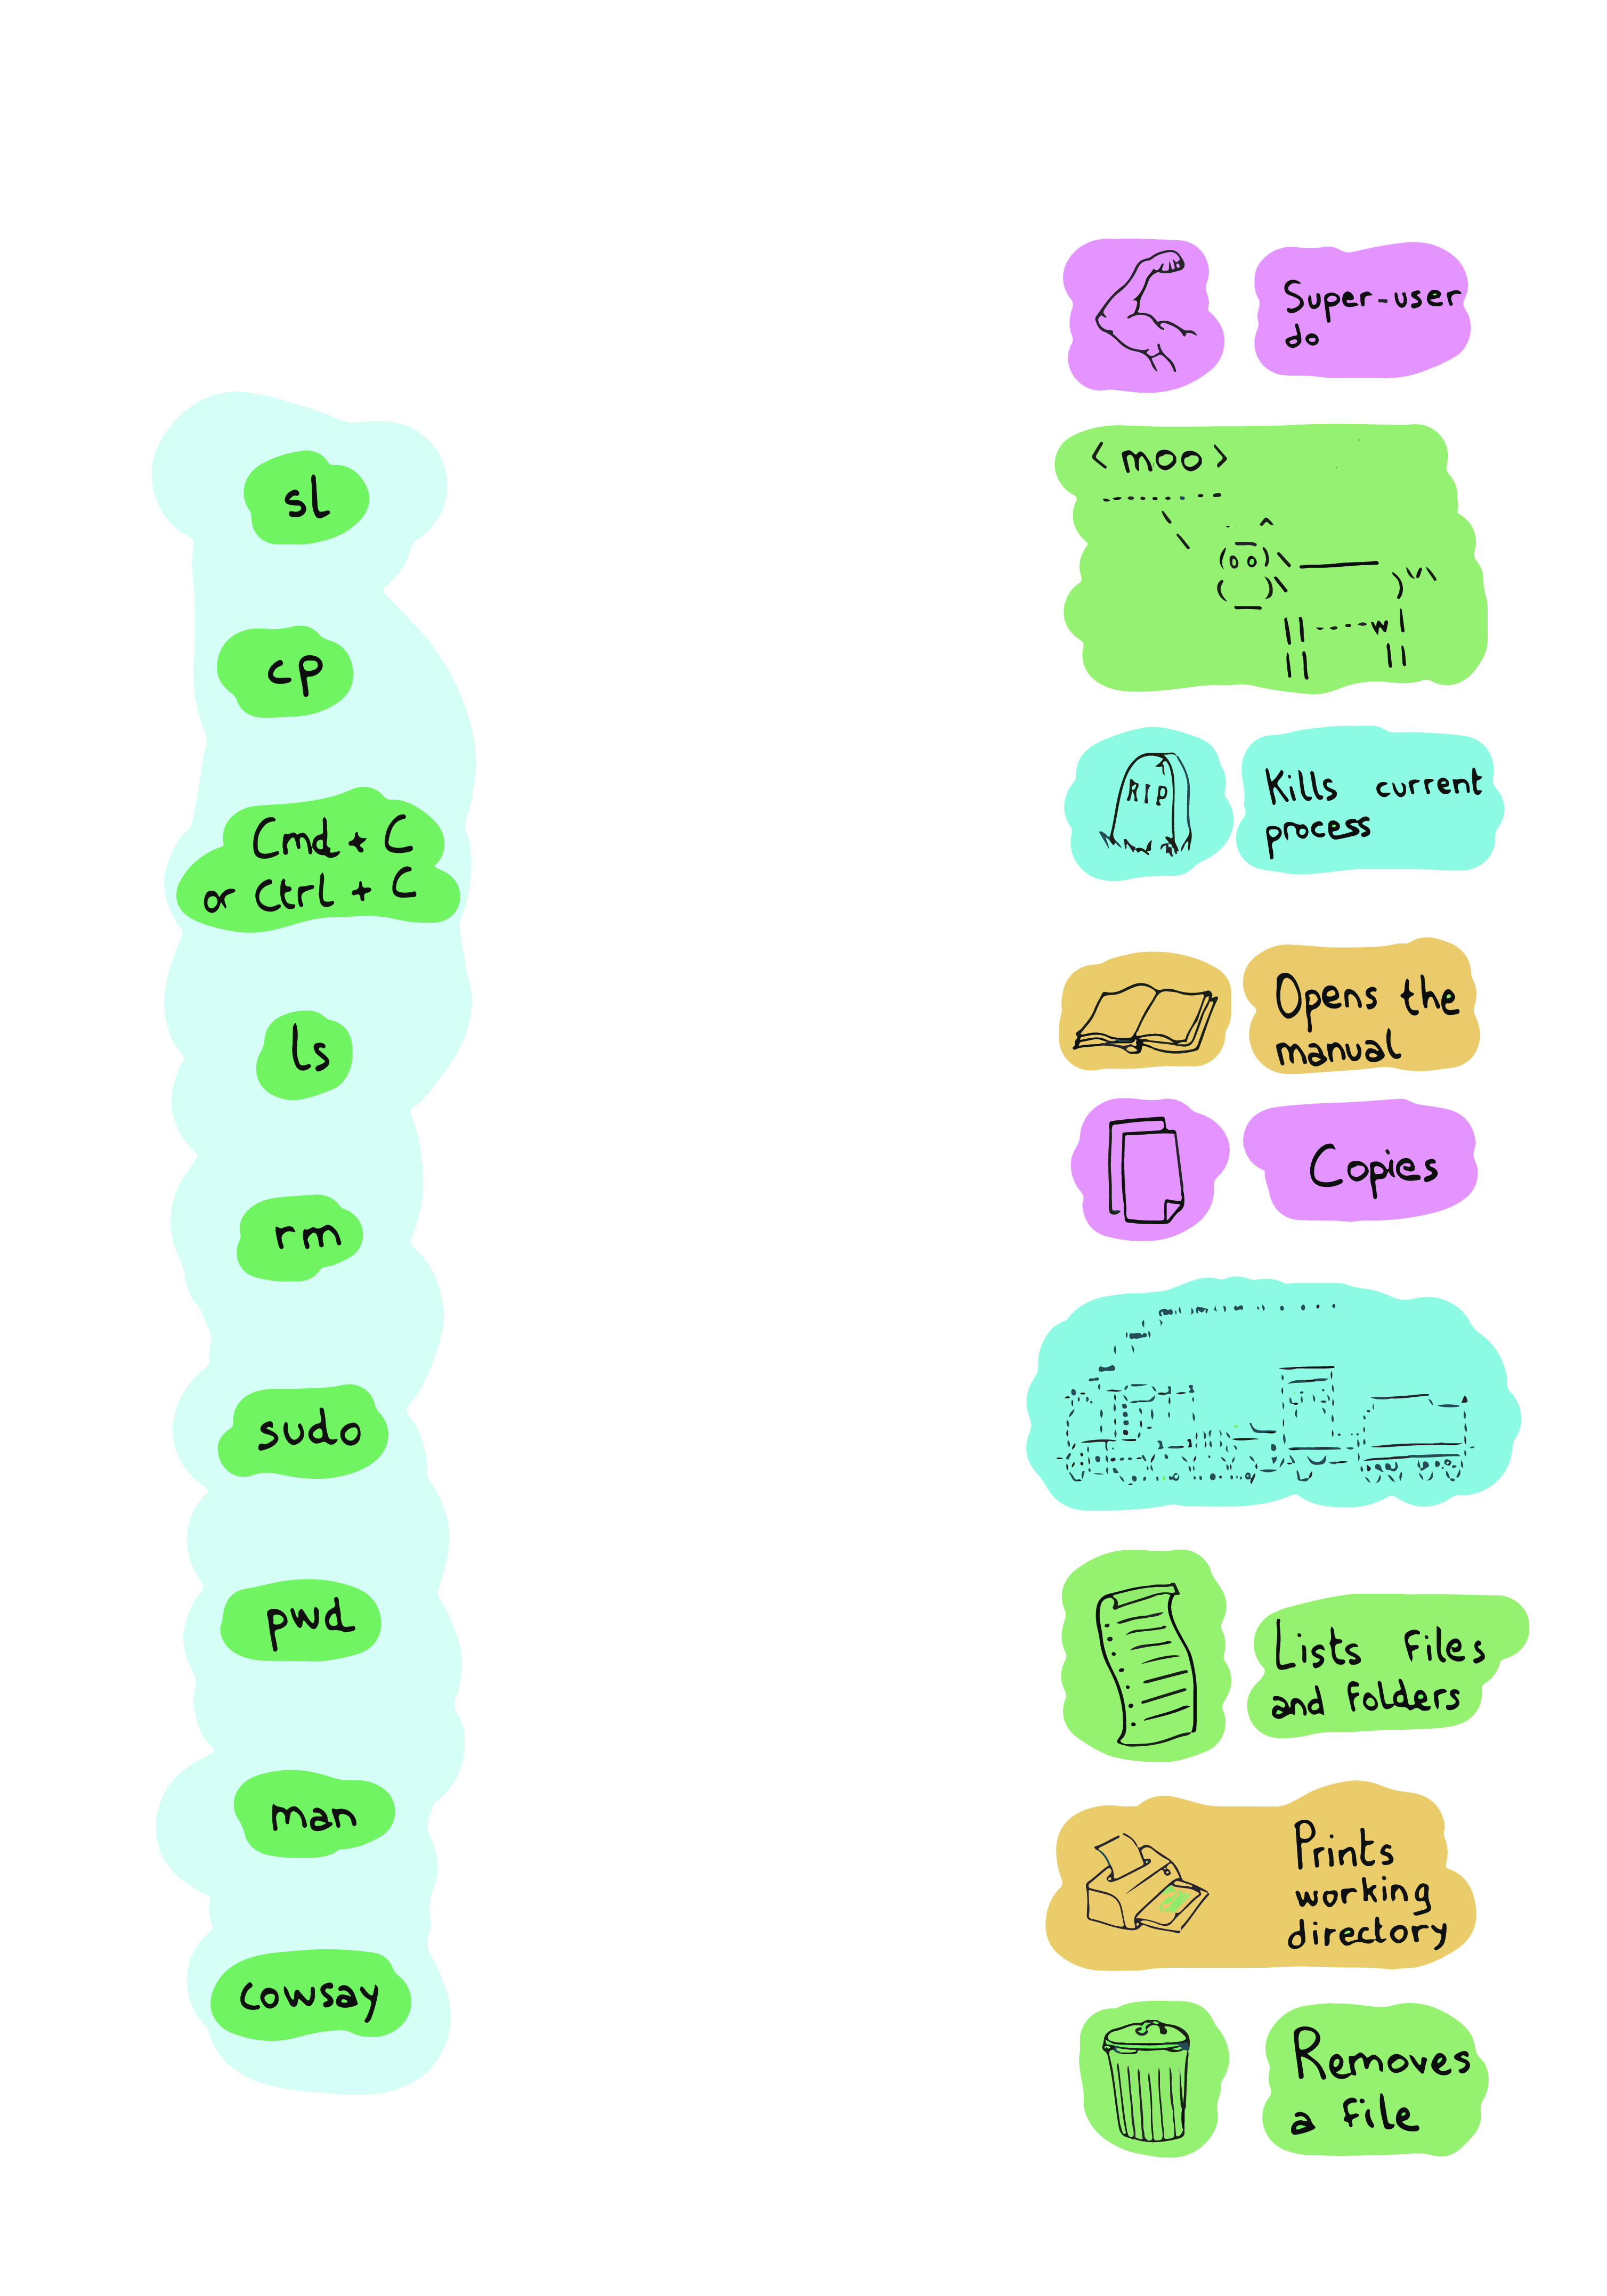 sl
cp
Cmd + C
or Ctrl + C
ls
rm
sudo
pwd
man
cowsay
Super-user
do
< moo >
Kills current
process
RIP
Opens the
manual
Copies
Lists files
and folders
Prints
working
directory
Removes
a file